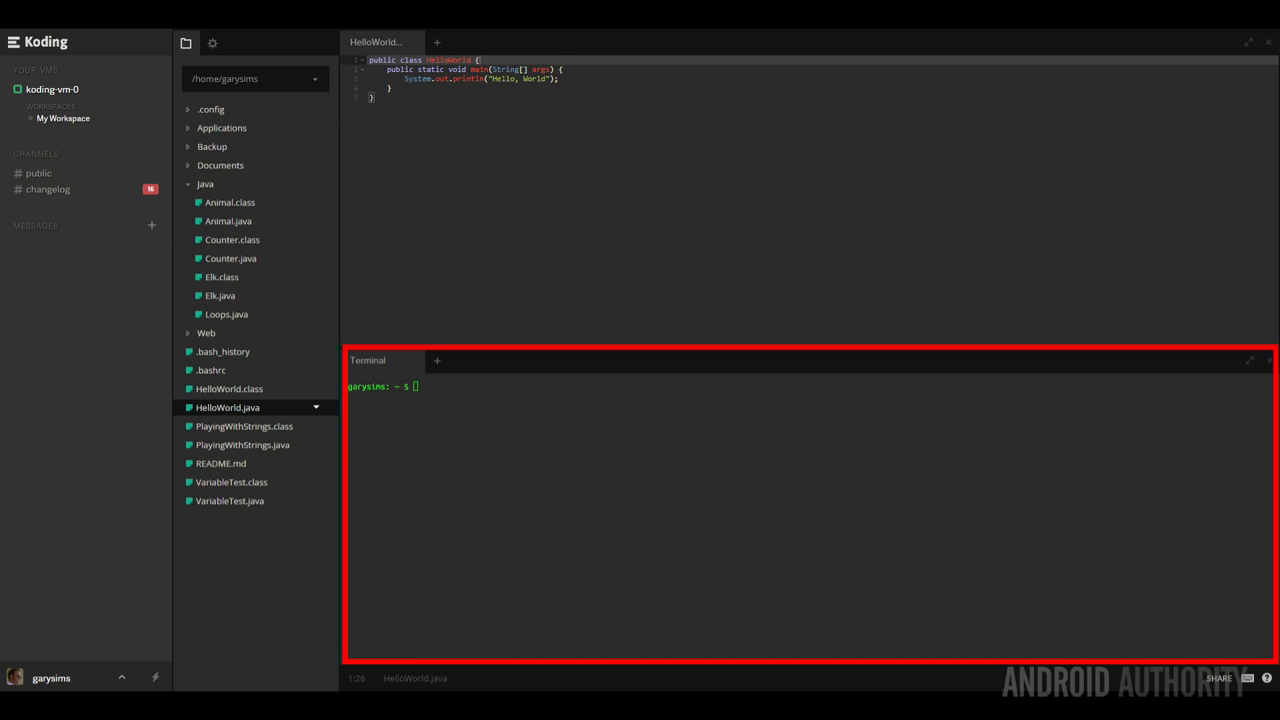 Koding
YOUR VMS
koding-vm-0
WORKSPACES
My Workspace
CHANNELS
# public
# changelog 16
MESSAGES +
garysims
/home/garysims
.config
Applications
Backup
Documents
Java
Animal.class
Animal.java
Counter.class
Counter.java
Elk.class
Elk.java
Loops.java
Web
.bash_history
.bashrc
HelloWorld.class
HelloWorld.java
PlayingWithStrings.class
PlayingWithStrings.java
README.md
VariableTest.class
VariableTest.java
HelloWorld... +
1 public class HelloWorld {
2 public static void main(String[] args) {
3 System.out.println("Hello, World");
4 }
5 }
Terminal +
garysims: ~ $
1:26 HelloWorld.java
SHARE ?
ANDROID AUTHORITY